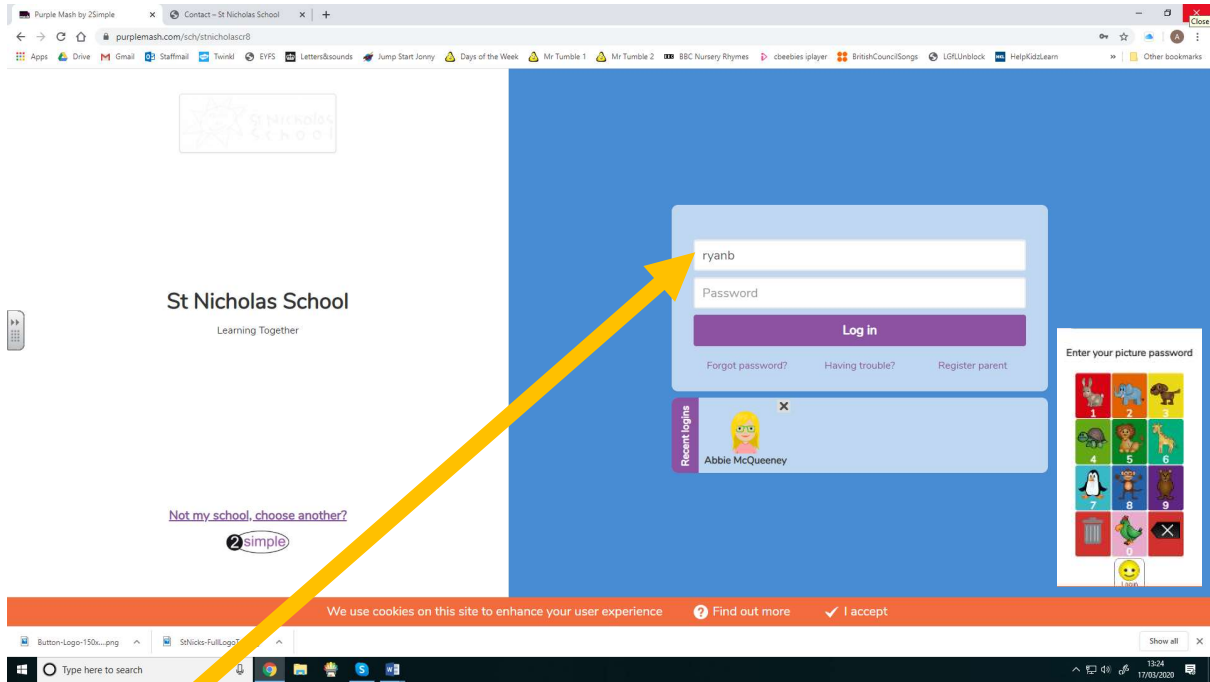 Purple Mash by 2Simple
Contact – St Nicholas School
Close
purplemash.com/sch/stnicholascr8
A
Apps Drive Gmail Staffmail Twinkl EYFS Letters&sounds Jump Start Jonny Days of the Week Mr Tumble 1 Mr Tumble 2 BBC Nursery Rhymes cbeebies iplayer BritishCouncilSongs LGfLUnblock HelpKidzLearn » Other bookmarks
St Nicholas
School
St Nicholas School
Learning Together
Not my school, choose another?
2simple
ryanb
Password
Log in
Forgot password? Having trouble? Register parent
Recent logins
Abbie McQueeney
Enter your picture password
1 2 3
4 5 6
7 8 9
0
Login
We use cookies on this site to enhance your user experience Find out more I accept
Button-Logo-150x....png
Show all
Type here to search
13:24
17/03/2020